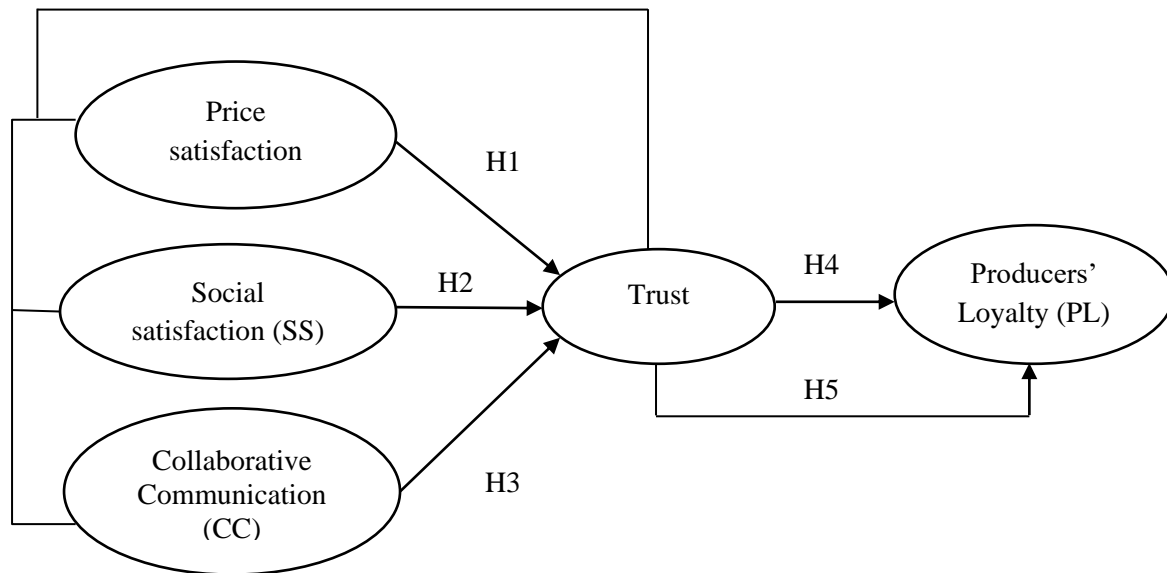 Price
satisfaction
H1
Social
satisfaction (SS)
H2
Trust
H4
Producers’
Loyalty (PL)
H5
Collaborative
Communication
(CC)
H3